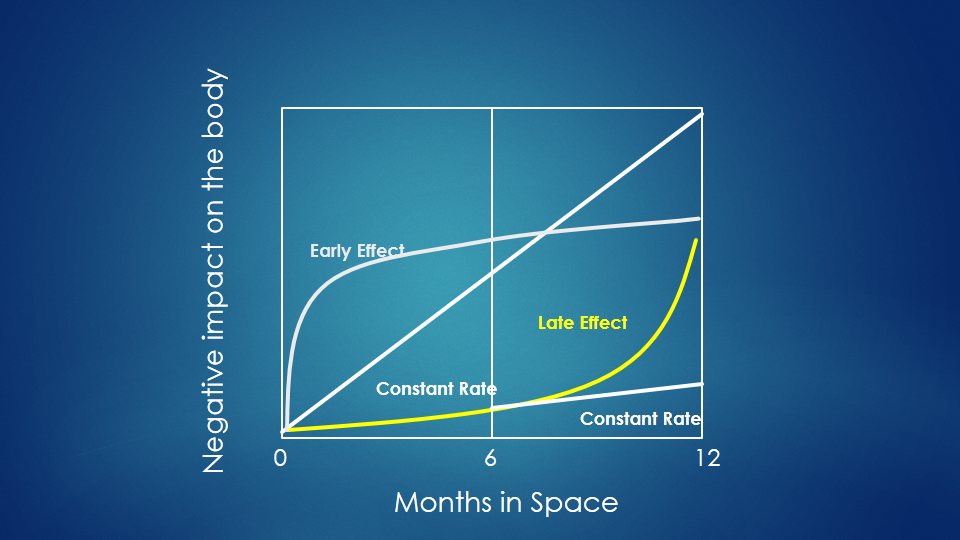 Negative impact on the body
Early Effect
Late Effect
Constant Rate
Constant Rate
0
6
12
Months in Space